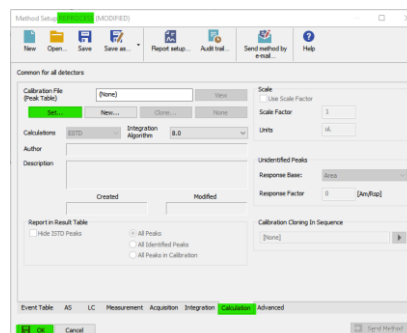 Method Setup REPROCESS (MODIFIED)
New Open... Save Save as... Report setup... Audit trail... Send method by e-mail... Help
Common for all detectors
Calibration File (Peak Table) (None) View
Set... New... Clone... None
Calculations ESTD Integration Algorithm 8.0
Author
Description
Created Modified
Report in Result Table
Hide ISTD Peaks All Peaks
All Identified Peaks
All Peaks in Calibration
Scale
Use Scale Factor
Scale Factor 1
Units uL
Unidentified Peaks
Response Base: Area
Response Factor 0 [Am/Rsp]
Calibration Cloning In Sequence
[None]
Event Table AS LC Measurement Acquisition Integration Calculation Advanced
OK Cancel Send Method